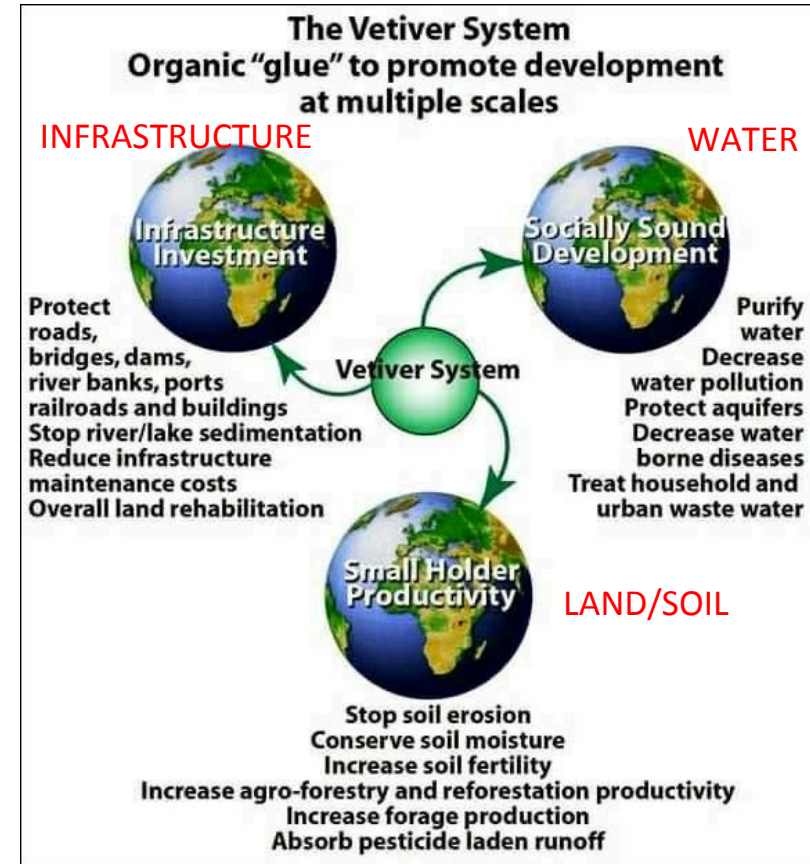 The Vetiver System
Organic “glue” to promote development
at multiple scales
INFRASTRUCTURE
WATER
Infrastructure
Investment
Socially Sound
Development
Protect
roads,
bridges, dams,
river banks, ports
railroads and buildings
Stop river/lake sedimentation
Reduce infrastructure
maintenance costs
Overall land rehabilitation
Vetiver System
Purify
water
Decrease
water pollution
Protect aquifers
Decrease water
borne diseases
Treat household and
urban waste water
Small Holder
Productivity
LAND/SOIL
Stop soil erosion
Conserve soil moisture
Increase soil fertility
Increase agro-forestry and reforestation productivity
Increase forage production
Absorb pesticide laden runoff